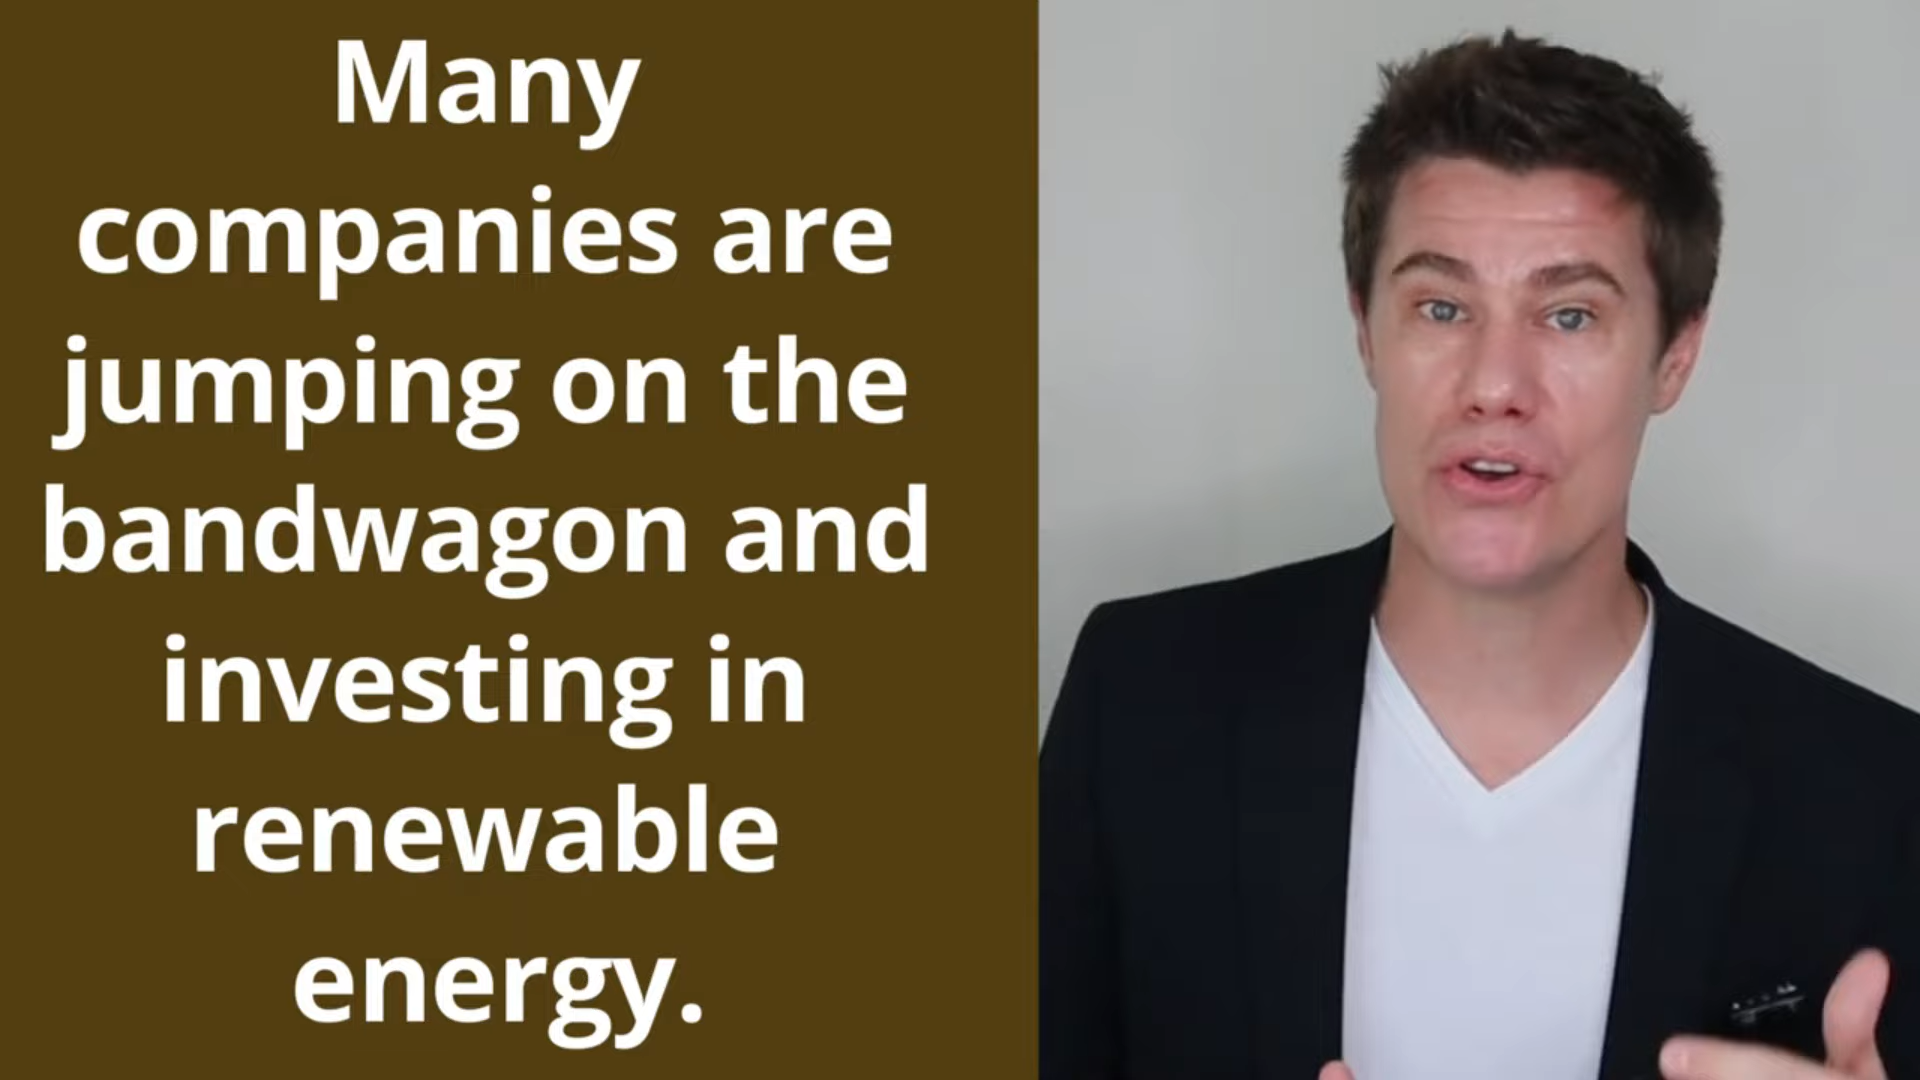 Many
companies are
jumping on the
bandwagon and
investing in
renewable
energy.